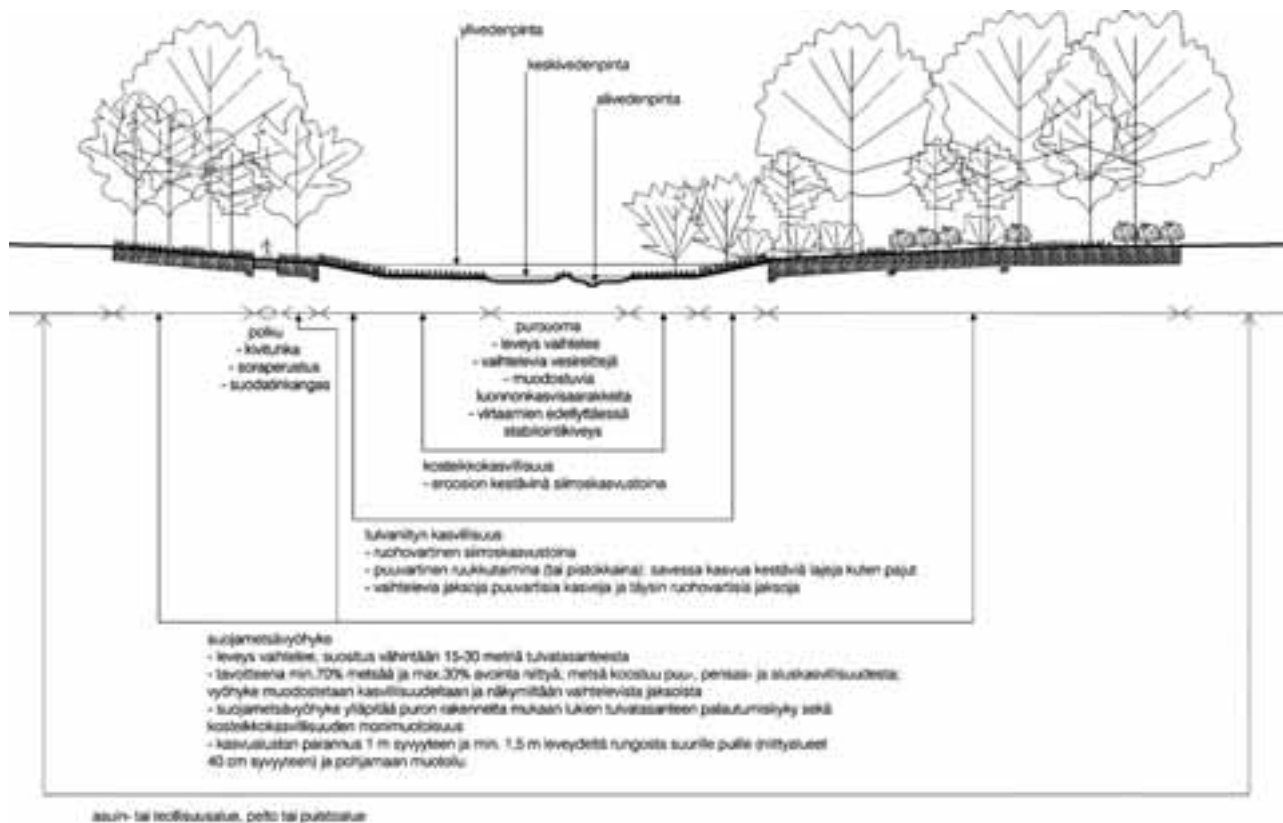 ylivedenpinta
keskivedenpinta
alivedenpinta
polku
- kivituhka
- soraperustus
- suodatinkangas
puruoma
- leveys vaihtelee
- vaihtelevia vesireittejä
- muodostuvia
luonnonkasvisaarakkeita
- virtaamien edellyttäessä
stabilointikiveys
kosteikkokasvillisuus
- eroosion kestävinä siirroskasvustoina
tulvaniityn kasvillisuus
- ruohovartinen siirroskasvustoina
- puuvartinen ruukkutaimina (tai pistokkaina): savessa kasvua kestäviä lajeja kuten pajut
- vaihtelevia jaksoja puuvartisia kasveja ja täysin ruohovartisia jaksoja
suojametsävyöhyke
- leveys vaihtelee, suositus vähintään 15-30 metriä tulvatasanteesta
- tavoitteena min.70% metsää ja max.30% avointa niittyä; metsä koostuu puu-, pensas- ja aluskasvillisuudesta;
vyöhyke muodostetaan kasvillisuudeltaan ja näkymiltään vaihtelevista jaksoista
- suojametsävyöhyke ylläpitää puron rakennetta mukaan lukien tulvatasanteen palautumiskyky sekä
kosteikkokasvillisuuden monimuotoisuus
- kasvualustan parannus 1 m syvyyteen ja min. 1,5 m leveydeltä rungosta suurille puille (niittyalueet
40 cm syvyyteen) ja pohjamaan muotoilu
asuin- tai teollisuusalue, pelto tai puistoalue